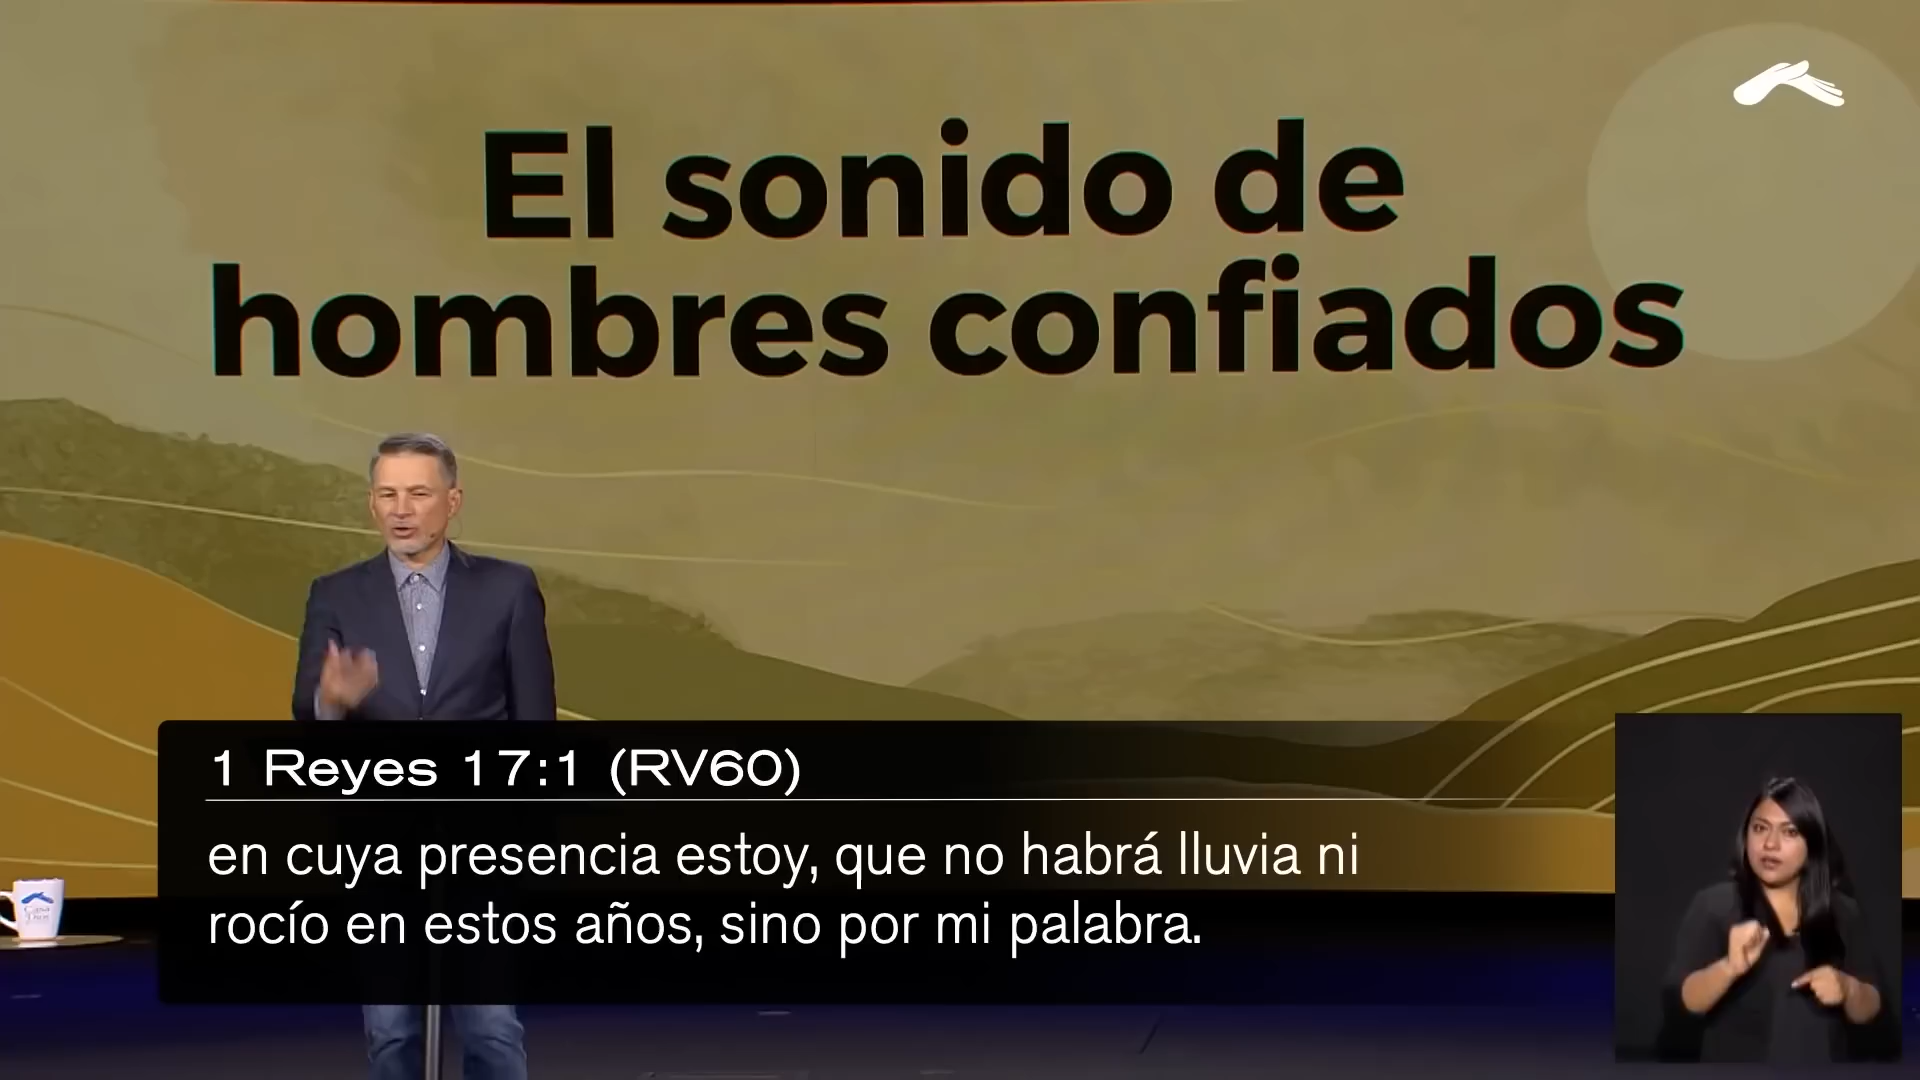 El sonido de
hombres confiados
1 Reyes 17:1 (RV60)
en cuya presencia estoy, que no habrá lluvia ni
rocío en estos años, sino por mi palabra.